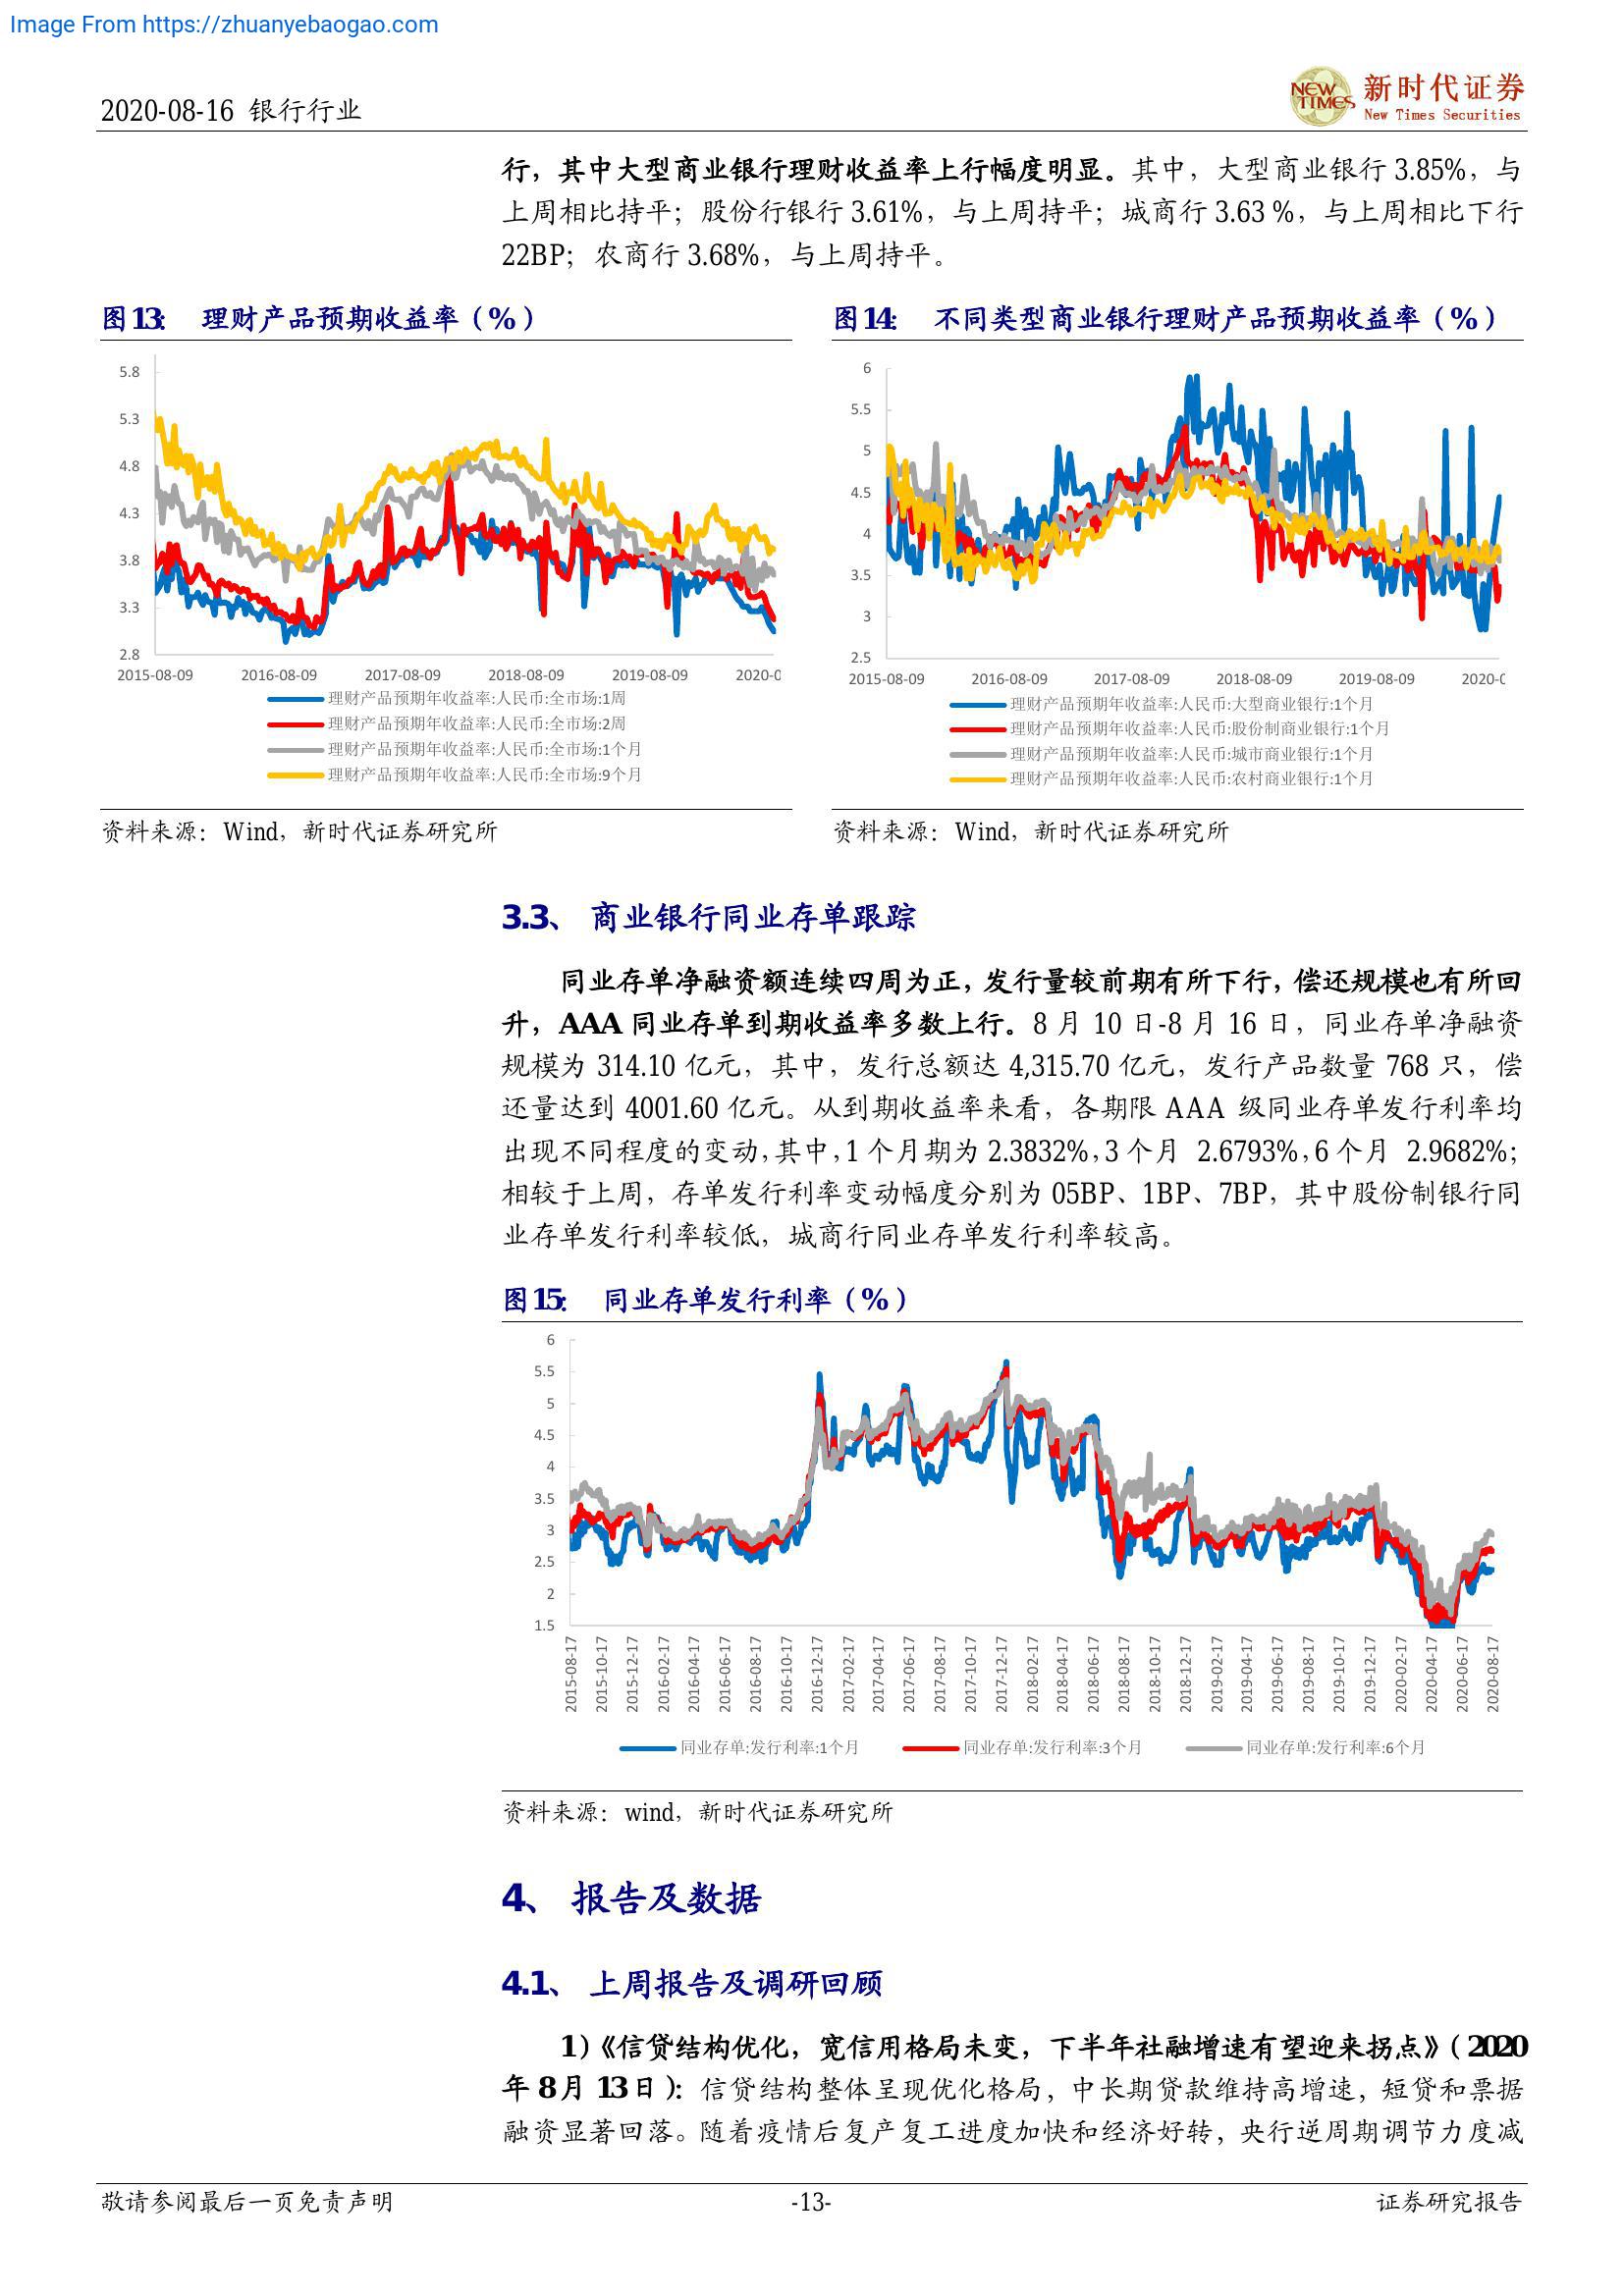 Image From https://zhuanyebaogao.com
2020-08-16 银行行业
NEW TIMES
新时代证券
New Times Securities
行，其中大型商业银行理财收益率上行幅度明显。其中，大型商业银行 3.85%，与
上周相比持平；股份行银行 3.61%，与上周持平；城商行 3.63 %，与上周相比下行
22BP；农商行 3.68%，与上周持平。
图13： 理财产品预期收益率（%）
5.8
5.3
4.8
4.3
3.8
3.3
2.8
2015-08-09 2016-08-09 2017-08-09 2018-08-09 2019-08-09 2020-0
理财产品预期年收益率:人民币:全市场:1周
理财产品预期年收益率:人民币:全市场:2周
理财产品预期年收益率:人民币:全市场:1个月
理财产品预期年收益率:人民币:全市场:9个月
资料来源：Wind，新时代证券研究所
图14： 不同类型商业银行理财产品预期收益率（%）
6
5.5
5
4.5
4
3.5
3
2.5
2015-08-09 2016-08-09 2017-08-09 2018-08-09 2019-08-09 2020-0
理财产品预期年收益率:人民币:大型商业银行:1个月
理财产品预期年收益率:人民币:股份制商业银行:1个月
理财产品预期年收益率:人民币:城市商业银行:1个月
理财产品预期年收益率:人民币:农村商业银行:1个月
资料来源：Wind，新时代证券研究所
3.3、 商业银行同业存单跟踪
同业存单净融资额连续四周为正，发行量较前期有所下行，偿还规模也有所回
升，AAA 同业存单到期收益率多数上行。8 月 10 日-8 月 16 日，同业存单净融资
规模为 314.10 亿元，其中，发行总额达 4,315.70 亿元，发行产品数量 768 只，偿
还量达到 4001.60 亿元。从到期收益率来看，各期限 AAA 级同业存单发行利率均
出现不同程度的变动，其中，1 个月期为 2.3832%，3 个月 2.6793%，6 个月 2.9682%；
相较于上周，存单发行利率变动幅度分别为 05BP、1BP、7BP，其中股份制银行同
业存单发行利率较低，城商行同业存单发行利率较高。
图15： 同业存单发行利率（%）
6
5.5
5
4.5
4
3.5
3
2.5
2
1.5
2015-08-17 2015-10-17 2015-12-17 2016-02-17 2016-04-17 2016-06-17 2016-08-17 2016-10-17 2016-12-17 2017-02-17 2017-04-17 2017-06-17 2017-08-17 2017-10-17 2017-12-17 2018-02-17 2018-04-17 2018-06-17 2018-08-17 2018-10-17 2018-12-17 2019-02-17 2019-04-17 2019-06-17 2019-08-17 2019-10-17 2019-12-17 2020-02-17 2020-04-17 2020-06-17 2020-08-17
同业存单:发行利率:1个月 同业存单:发行利率:3个月 同业存单:发行利率:6个月
资料来源：wind，新时代证券研究所
4、 报告及数据
4.1、 上周报告及调研回顾
1）《信贷结构优化，宽信用格局未变，下半年社融增速有望迎来拐点》（2020
年 8 月 13 日）：信贷结构整体呈现优化格局，中长期贷款维持高增速，短贷和票据
融资显著回落。随着疫情后复产复工进度加快和经济好转，央行逆周期调节力度减
敬请参阅最后一页免责声明 -13- 证券研究报告